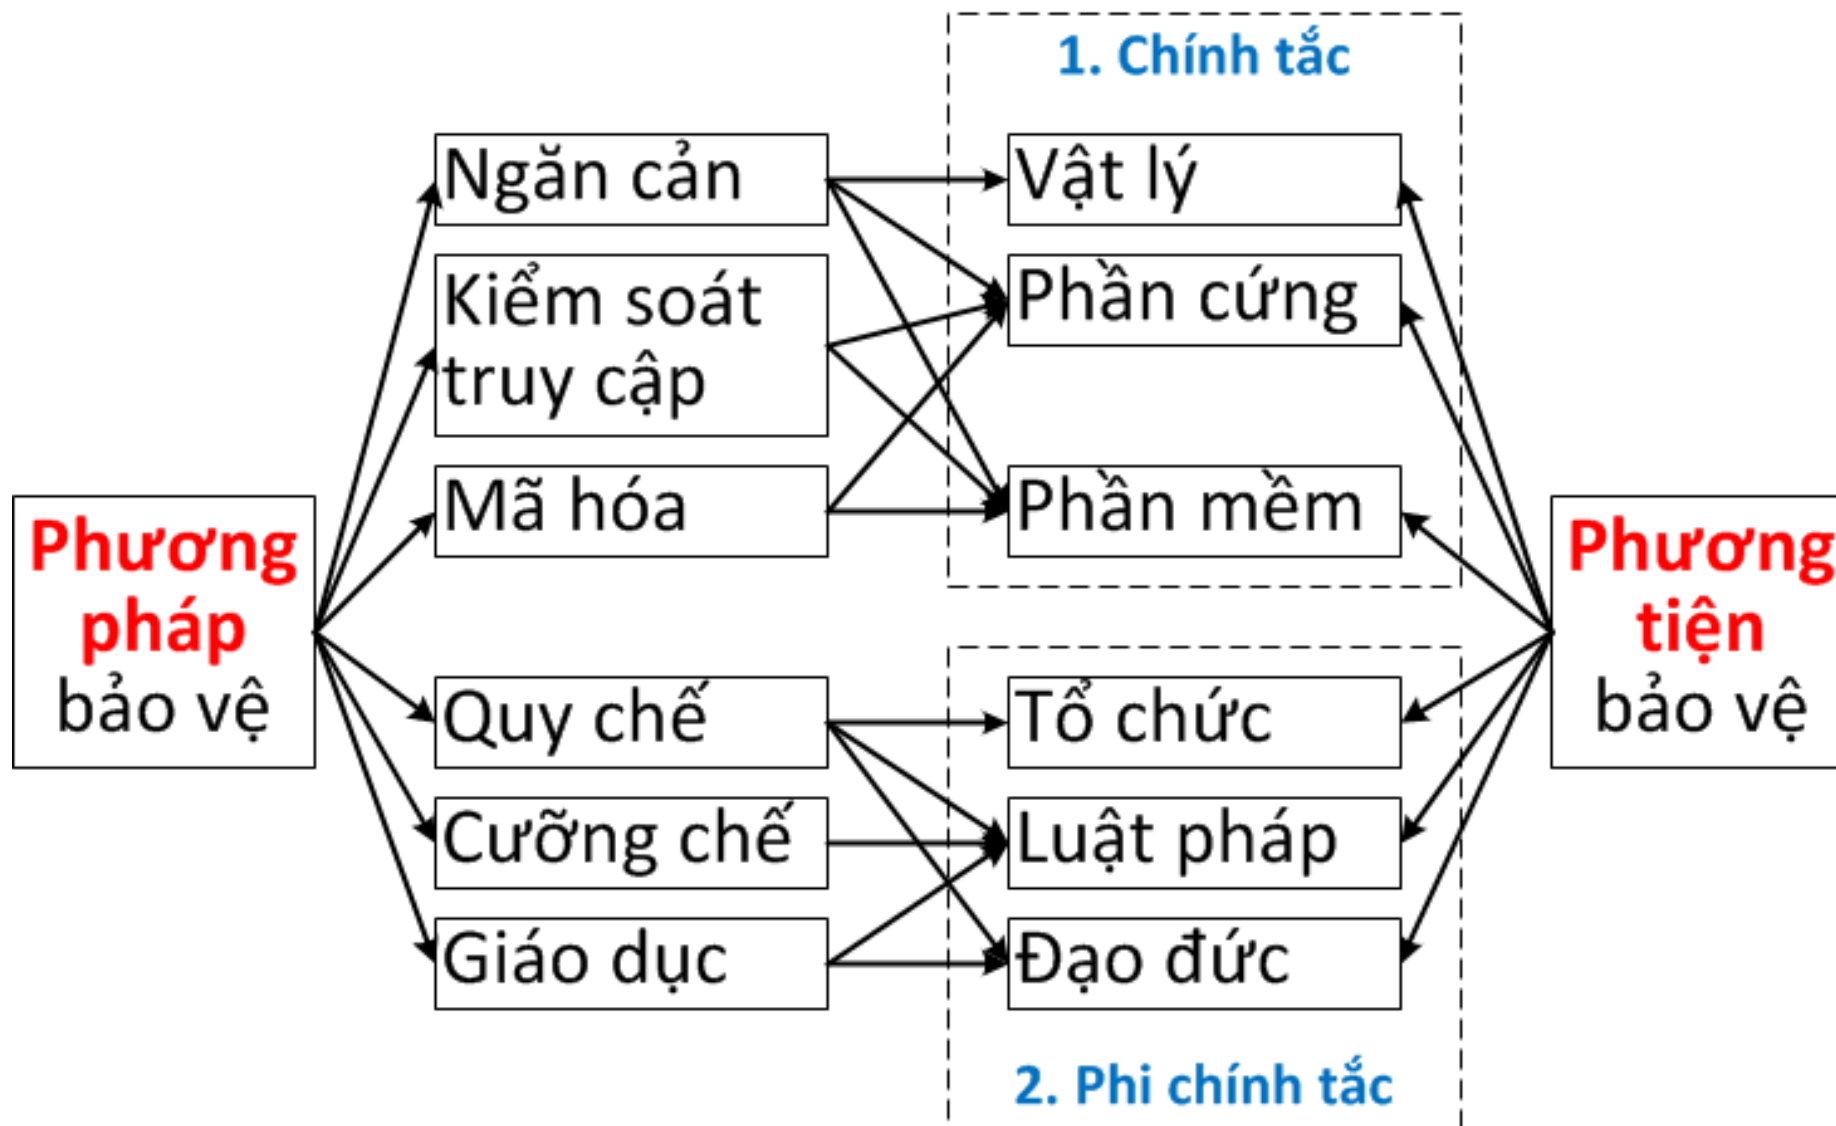 1. Chính tắc
Ngăn cản
Vật lý
Kiểm soát
truy cập
Phần cứng
Mã hóa
Phần mềm
Phương
pháp
bảo vệ
Phương
tiện
bảo vệ
Quy chế
Tổ chức
Cưỡng chế
Luật pháp
Giáo dục
Đạo đức
2. Phi chính tắc